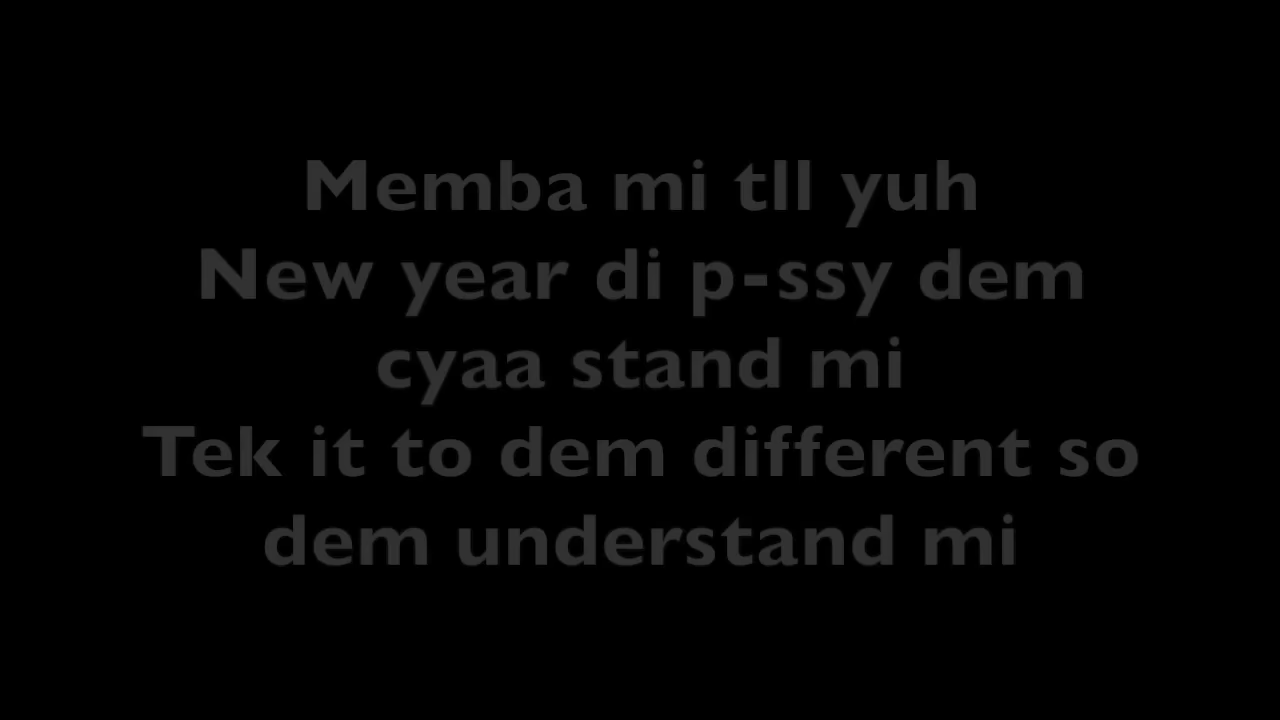 Memba mi tll yuh
New year di p-ssy dem
cyaa stand mi
Tek it to dem different so
dem understand mi